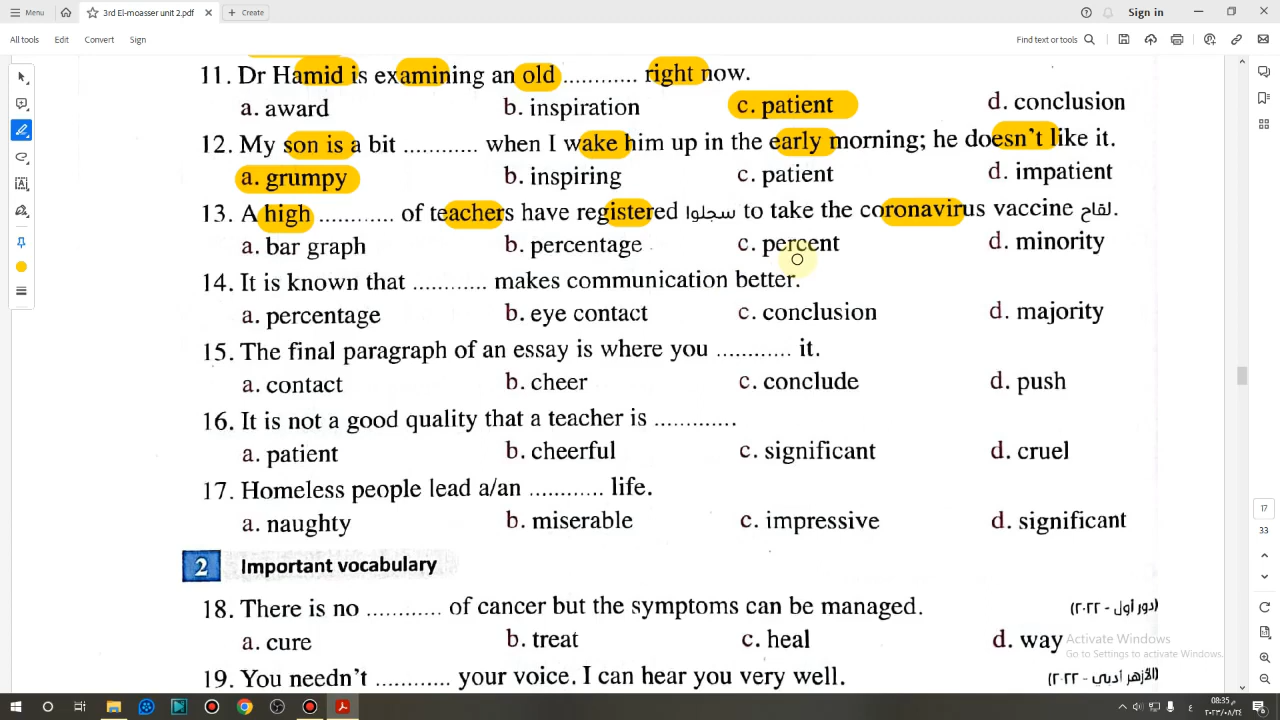 Menu
3rd El-moasser unit 2.pdf
Create
Sign in
All tools Edit Convert Sign
Find text or tools
11. Dr Hamid is examining an old ............ right now.
a. award b. inspiration c. patient d. conclusion
12. My son is a bit ............ when I wake him up in the early morning; he doesn't like it.
a. grumpy b. inspiring c. patient d. impatient
13. A high ............ of teachers have registered سجلوا to take the coronavirus vaccine لقاح.
a. bar graph b. percentage c. percent d. minority
14. It is known that ............ makes communication better.
a. percentage b. eye contact c. conclusion d. majority
15. The final paragraph of an essay is where you ............ it.
a. contact b. cheer c. conclude d. push
16. It is not a good quality that a teacher is ............
a. patient b. cheerful c. significant d. cruel
17. Homeless people lead a/an ............ life.
a. naughty b. miserable c. impressive d. significant
2 Important vocabulary
18. There is no ............ of cancer but the symptoms can be managed. (دور أول - ٢٠٢٢)
a. cure b. treat c. heal d. way
Activate Windows
Go to Settings to activate Windows.
19. You needn't ............ your voice. I can hear you very well. (الأزهر أدبي - ٢٠٢٢)
17
33
08:35 م
٢٠٢٣/٠٨/٢٤